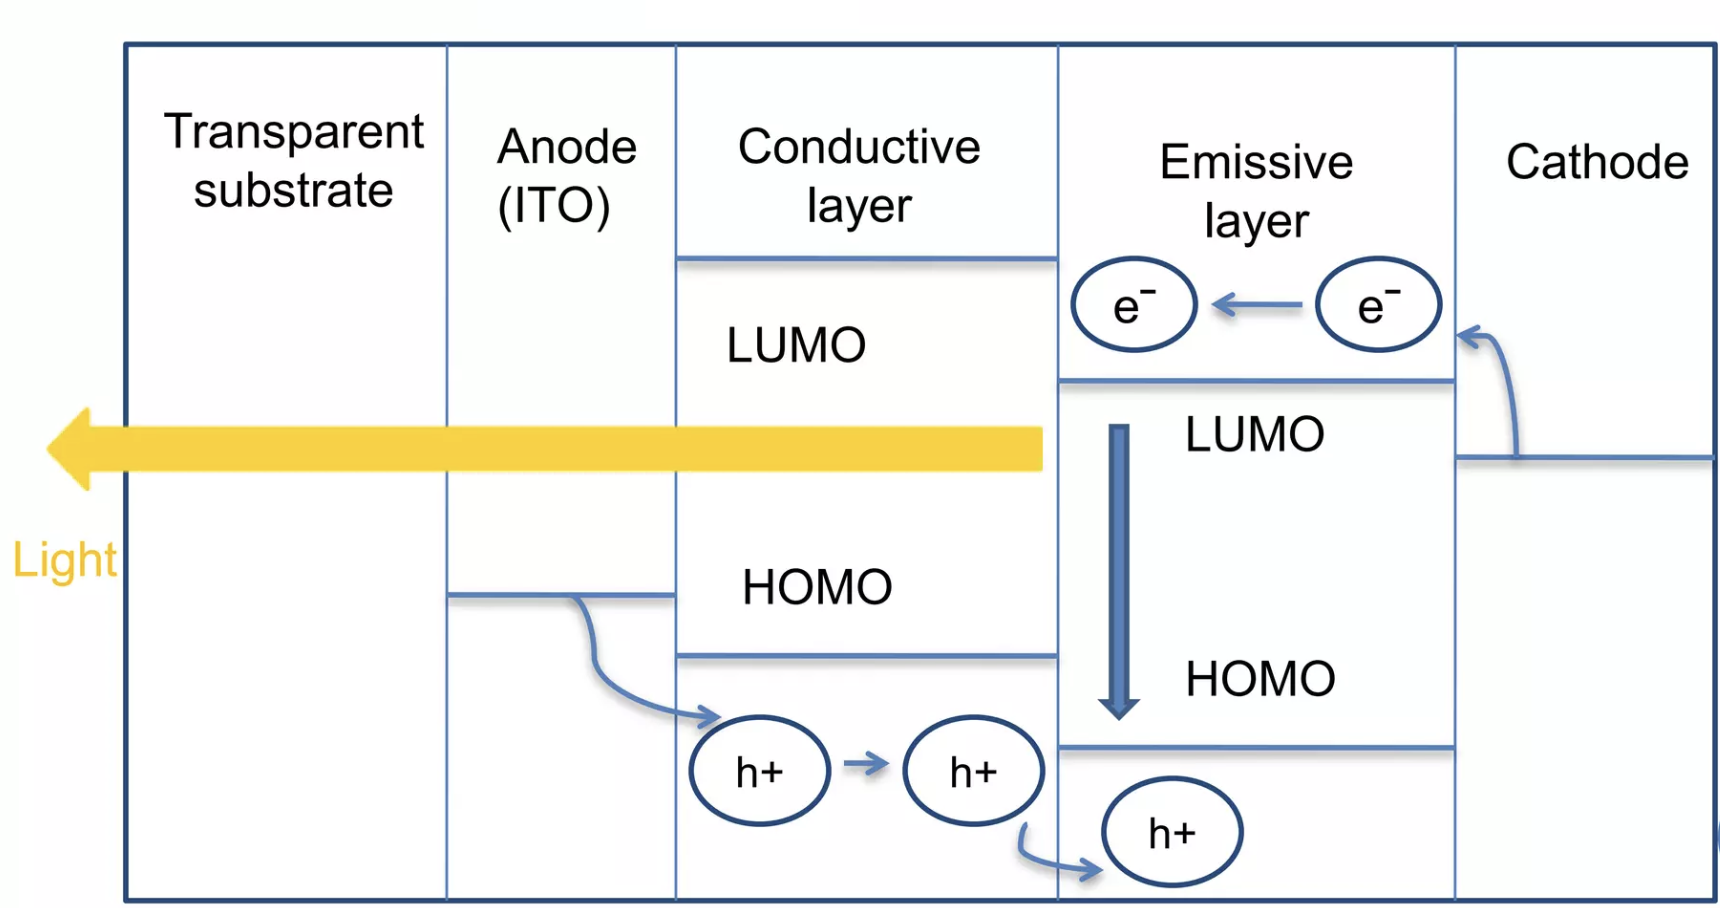 Transparent
substrate
Anode
(ITO)
Conductive
layer
Emissive
layer
Cathode
e⁻
e⁻
LUMO
LUMO
Light
HOMO
HOMO
h+
h+
h+